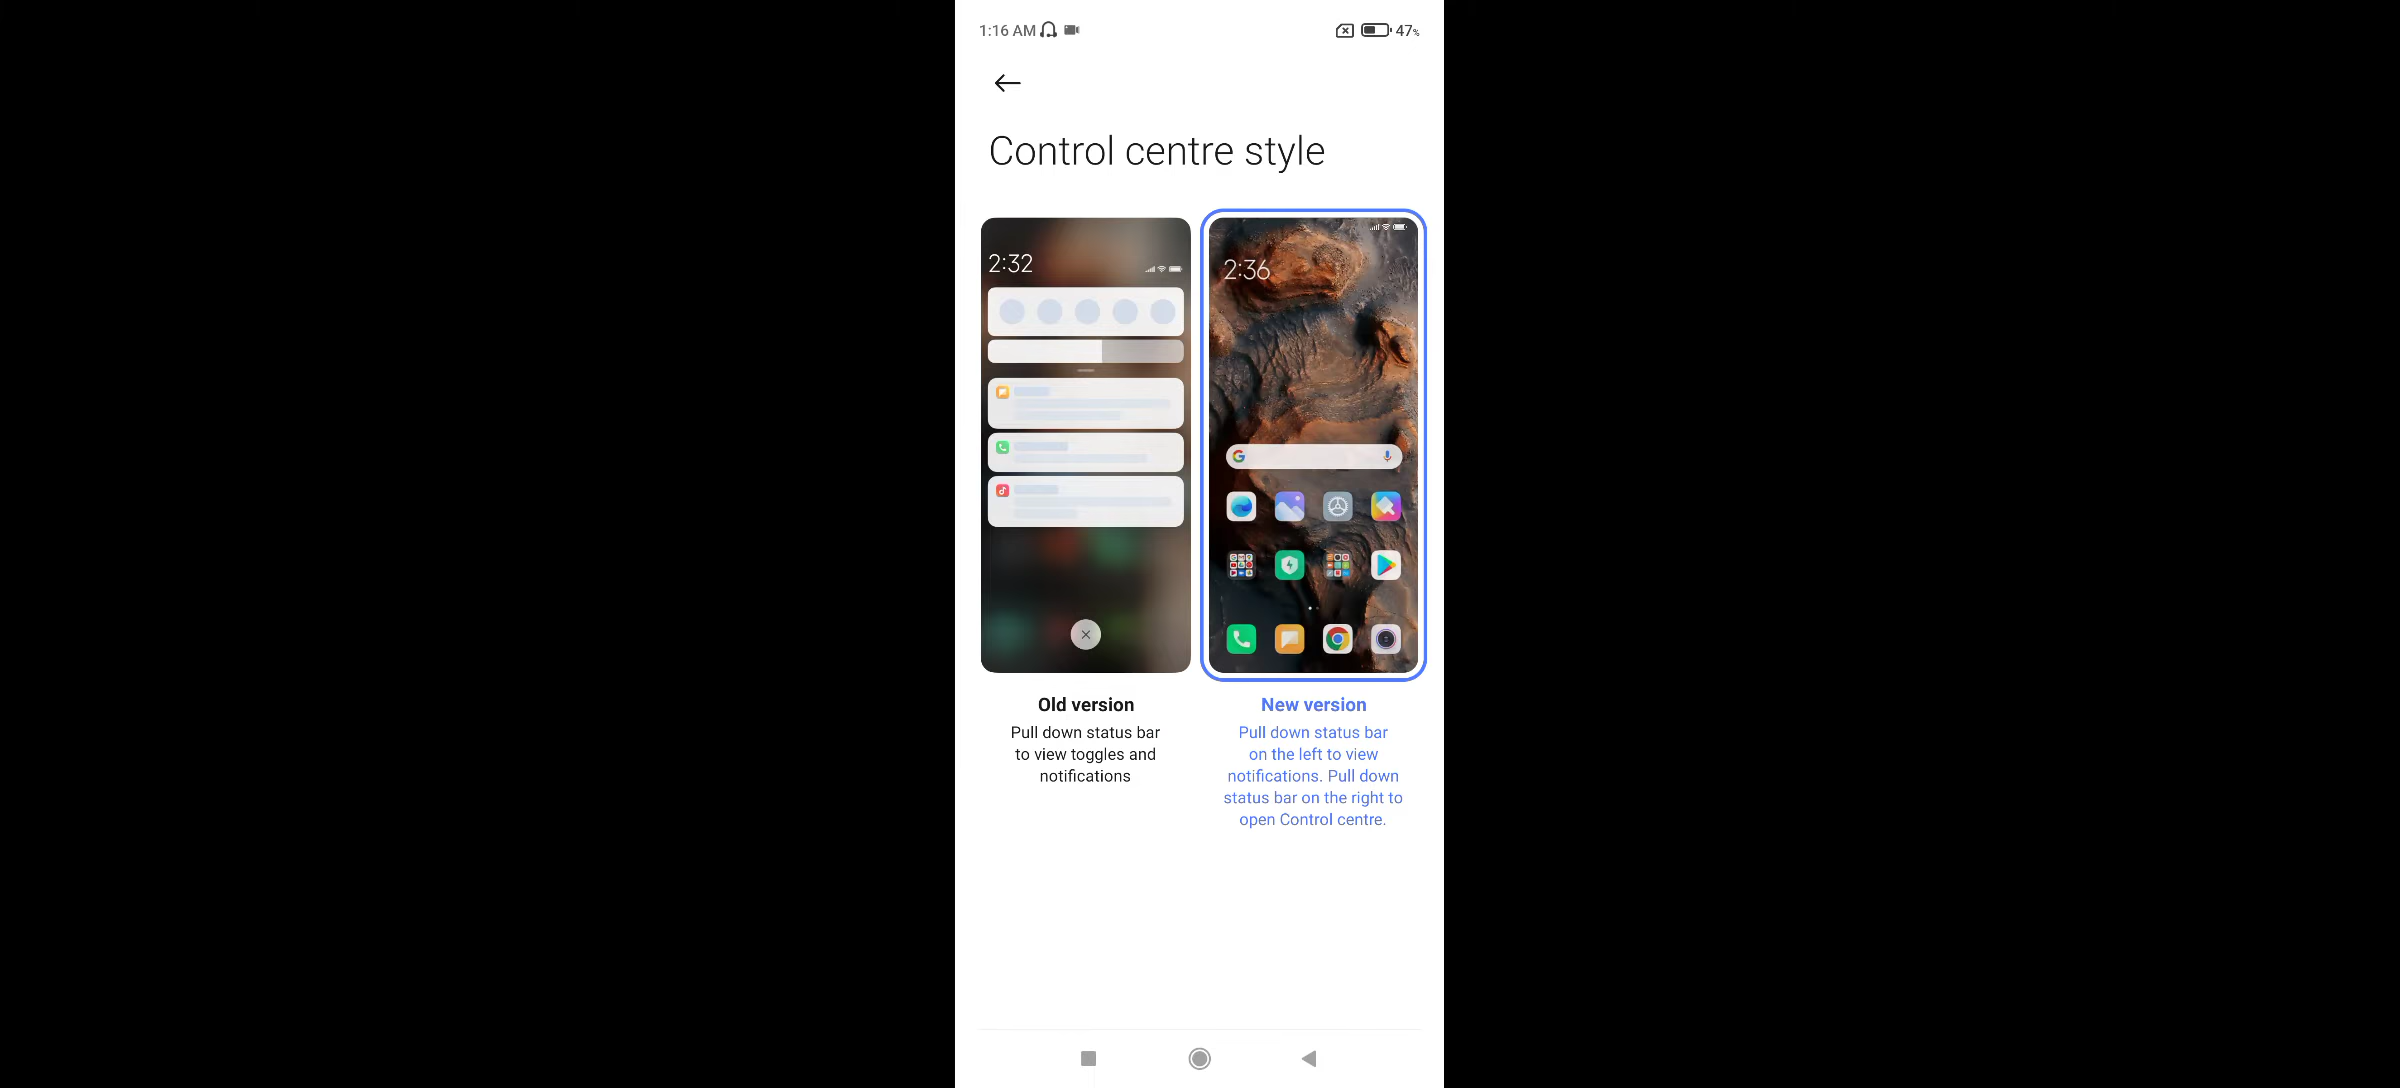 1:16 AM
47%
Control centre style
2:32
2:36
Old version
Pull down status bar
to view toggles and
notifications
New version
Pull down status bar
on the left to view
notifications. Pull down
status bar on the right to
open Control centre.